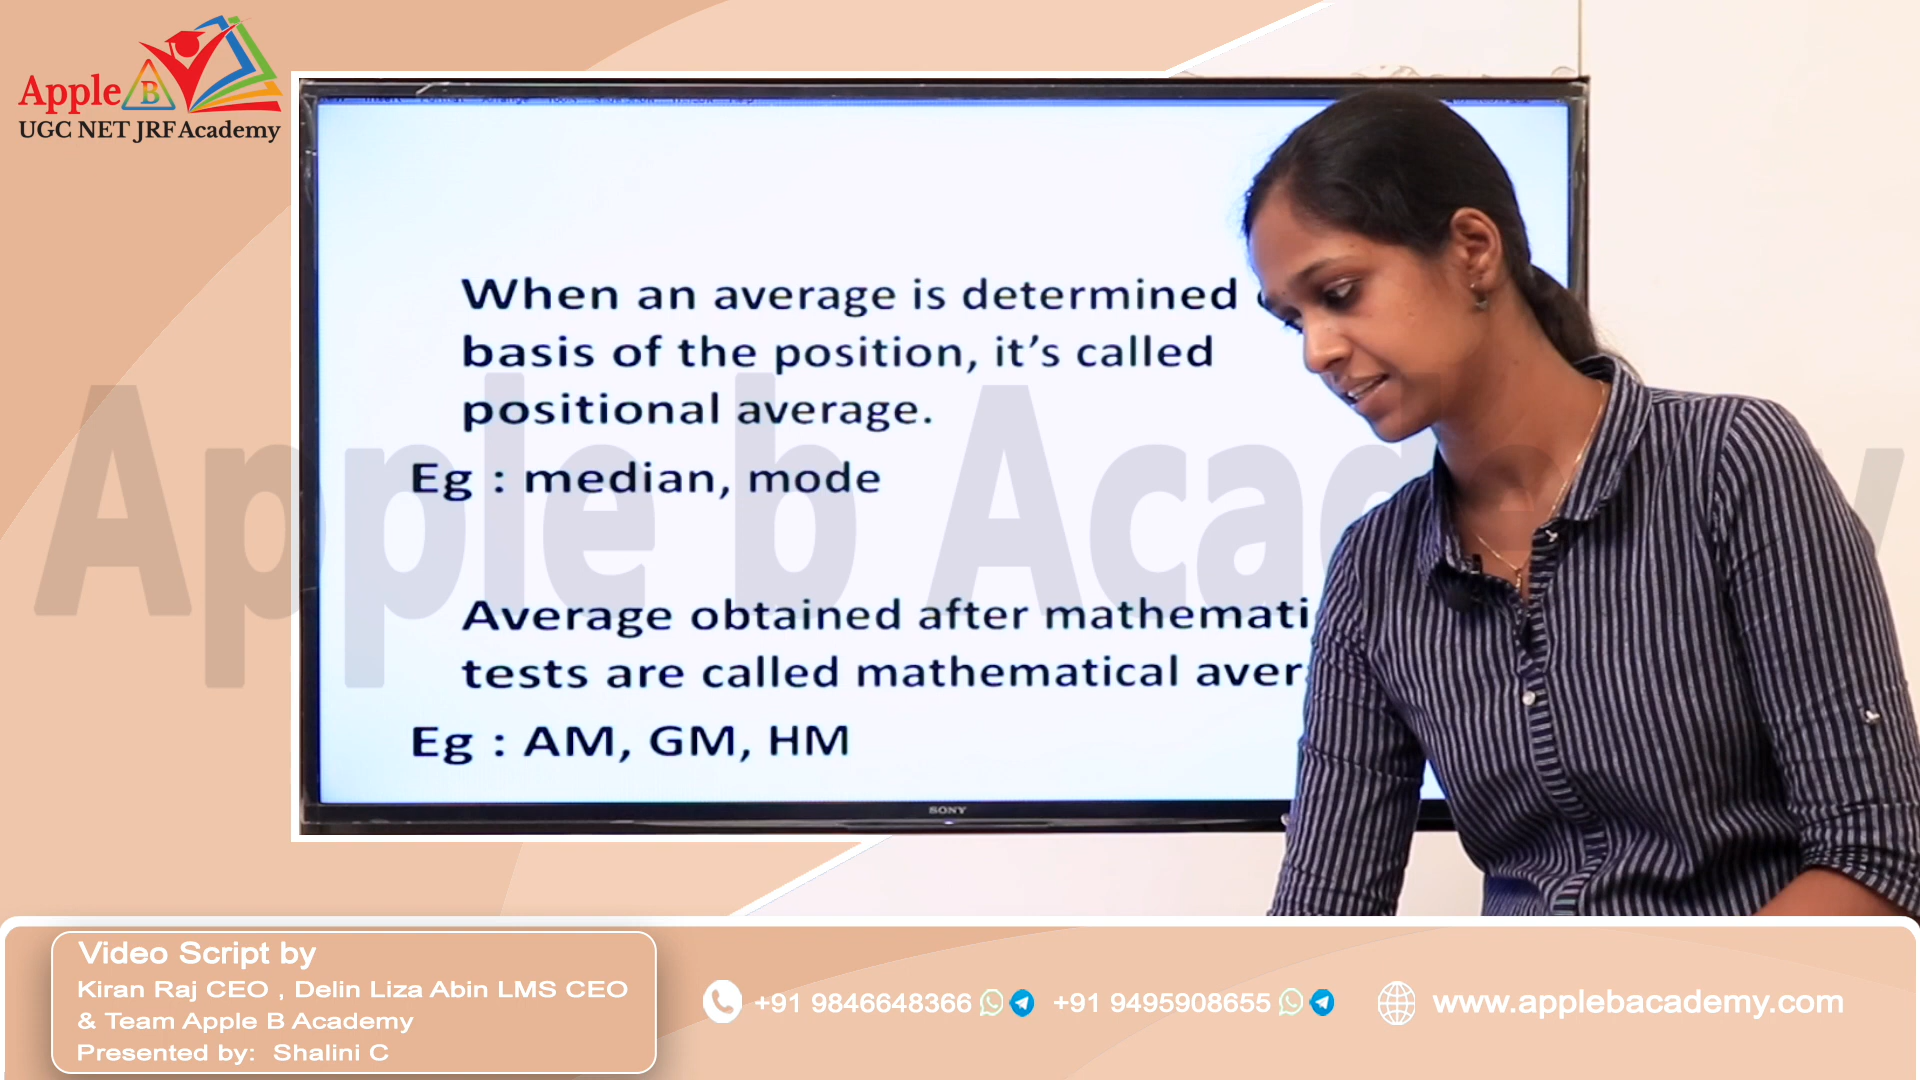 Apple B
UGC NET JRF Academy
When an average is determined
basis of the position, it's called
positional average.
Eg : median, mode
Apple b Academy
Average obtained after mathemati
tests are called mathematical aver
Eg : AM, GM, HM
SONY
Video Script by
Kiran Raj CEO , Delin Liza Abin LMS CEO
& Team Apple B Academy
Presented by: Shalini C
+91 9846648366 +91 9495908655 www.applebacademy.com